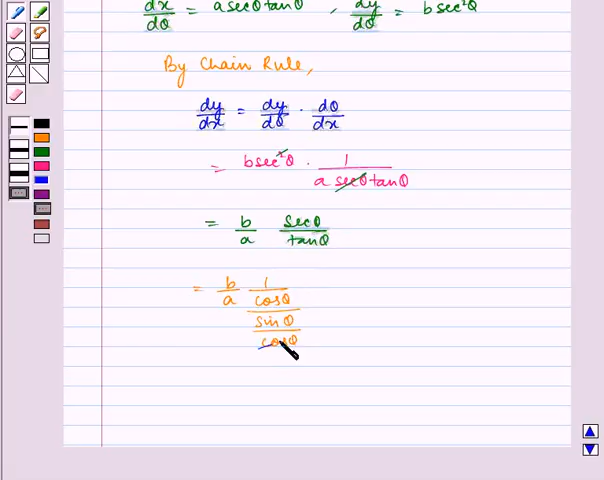 dx/dθ = a secθ tanθ , dy/dθ = b sec²θ
By Chain Rule,
dy/dx = dy/dθ · dθ/dx
= b sec²θ · 1/(a secθ tanθ)
= b/a secθ/tanθ
= b/a (1/cosθ)/(sinθ/cosθ)